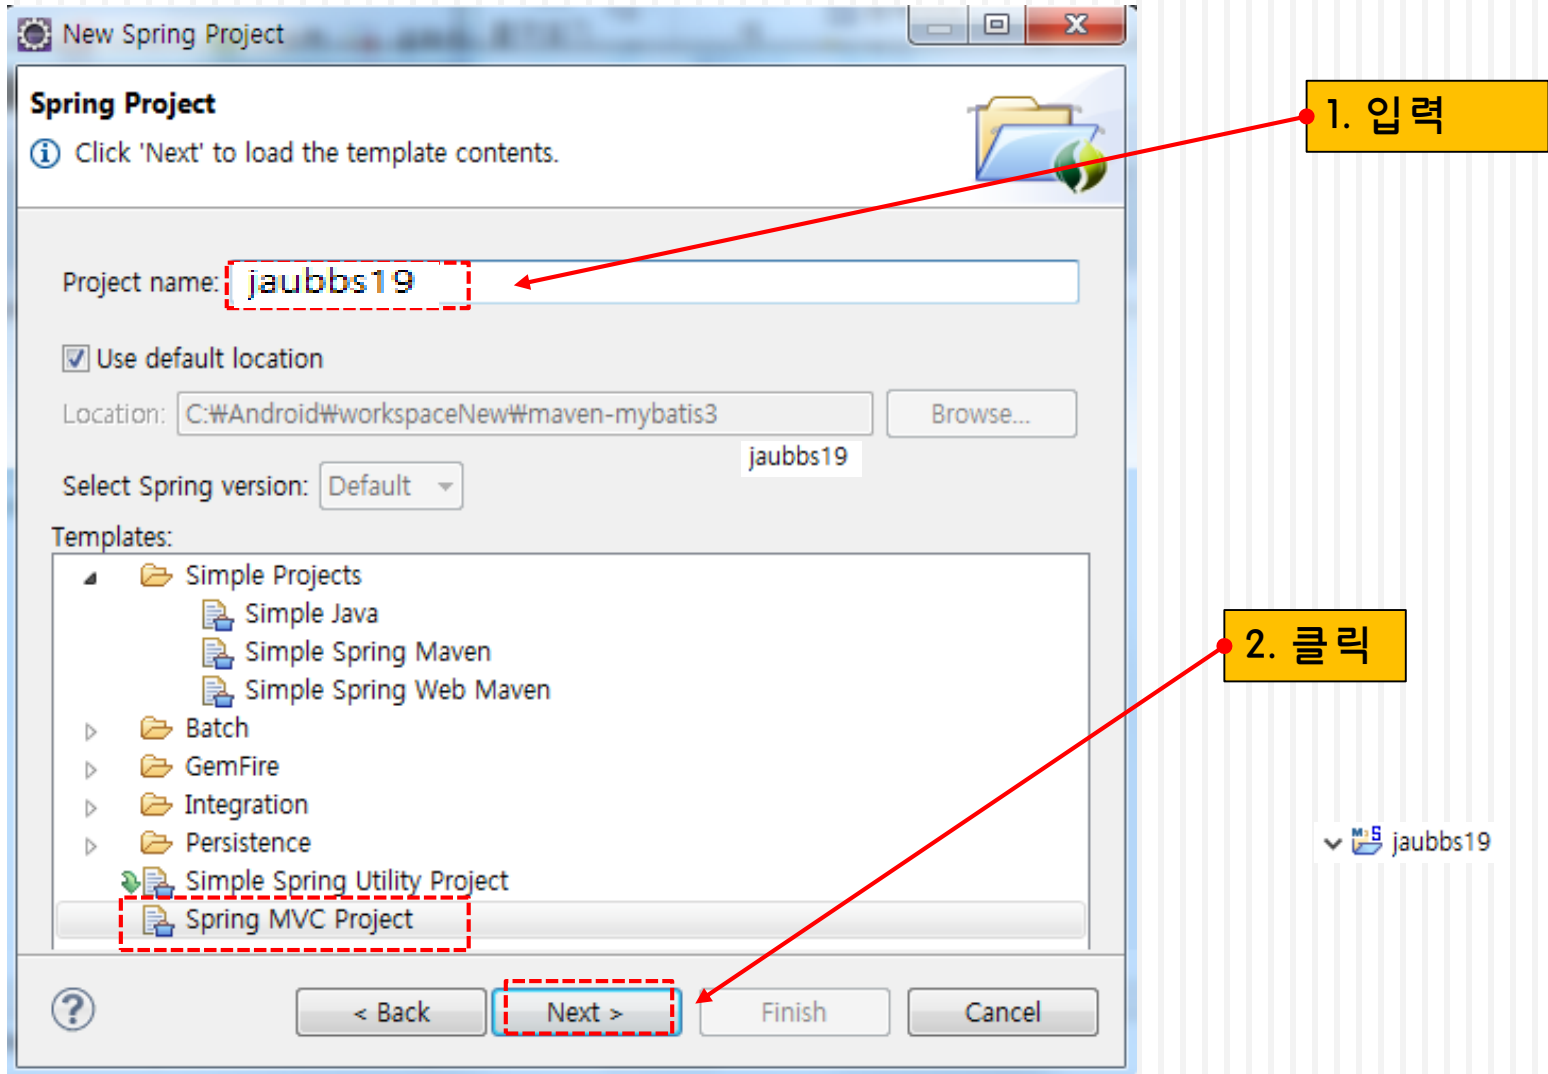 New Spring Project
Spring Project
Click 'Next' to load the template contents.
1. 입력
Project name: jaubbs19
Use default location
Location: C:₩Android₩workspaceNew₩maven-mybatis3 Browse...
jaubbs19
Select Spring version: Default
Templates:
Simple Projects
Simple Java
Simple Spring Maven
Simple Spring Web Maven
2. 클릭
Batch
GemFire
Integration
Persistence
jaubbs19
Simple Spring Utility Project
Spring MVC Project
< Back Next > Finish Cancel